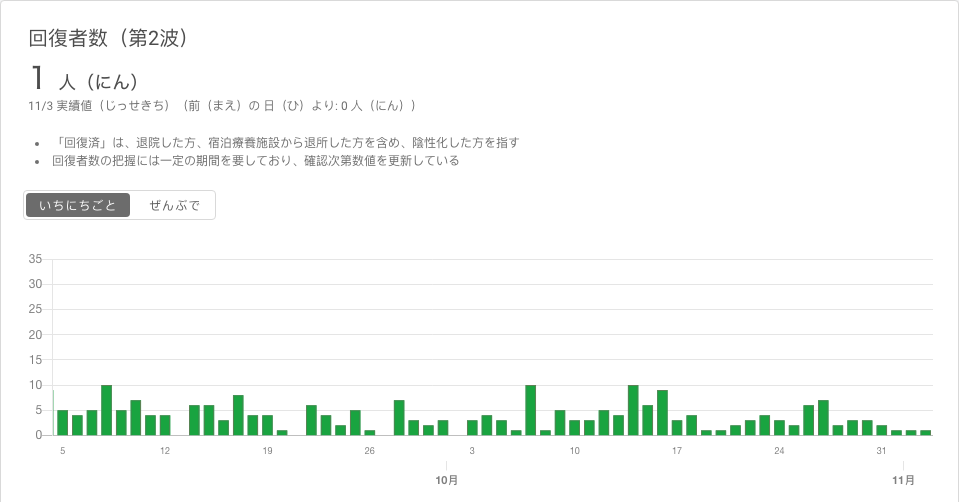 回復者数（第2波）
1 人（にん）
11/3 実績値（じっせきち）（前（まえ）の 日（ひ）より: 0 人（にん））
• 「回復済」は、退院した方、宿泊療養施設から退所した方を含め、陰性化した方を指す
• 回復者数の把握には一定の期間を要しており、確認次第数値を更新している
いちにちごと ぜんぶで
35
30
25
20
15
10
5
0
5 12 19 26 3 10 17 24 31
10月 11月